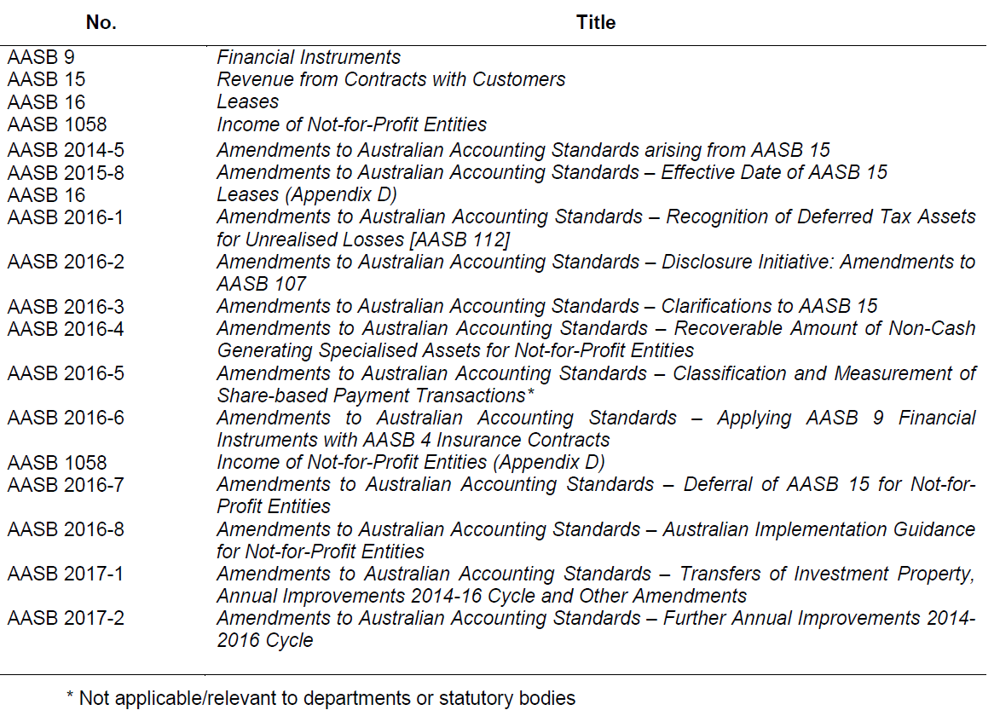 No. Title
AASB 9 Financial Instruments
AASB 15 Revenue from Contracts with Customers
AASB 16 Leases
AASB 1058 Income of Not-for-Profit Entities
AASB 2014-5 Amendments to Australian Accounting Standards arising from AASB 15
AASB 2015-8 Amendments to Australian Accounting Standards – Effective Date of AASB 15
AASB 16 Leases (Appendix D)
AASB 2016-1 Amendments to Australian Accounting Standards – Recognition of Deferred Tax Assets
for Unrealised Losses [AASB 112]
AASB 2016-2 Amendments to Australian Accounting Standards – Disclosure Initiative: Amendments to
AASB 107
AASB 2016-3 Amendments to Australian Accounting Standards – Clarifications to AASB 15
AASB 2016-4 Amendments to Australian Accounting Standards – Recoverable Amount of Non-Cash
Generating Specialised Assets for Not-for-Profit Entities
AASB 2016-5 Amendments to Australian Accounting Standards – Classification and Measurement of
Share-based Payment Transactions*
AASB 2016-6 Amendments to Australian Accounting Standards – Applying AASB 9 Financial
Instruments with AASB 4 Insurance Contracts
AASB 1058 Income of Not-for-Profit Entities (Appendix D)
AASB 2016-7 Amendments to Australian Accounting Standards – Deferral of AASB 15 for Not-for-
Profit Entities
AASB 2016-8 Amendments to Australian Accounting Standards – Australian Implementation Guidance
for Not-for-Profit Entities
AASB 2017-1 Amendments to Australian Accounting Standards – Transfers of Investment Property,
Annual Improvements 2014-16 Cycle and Other Amendments
AASB 2017-2 Amendments to Australian Accounting Standards – Further Annual Improvements 2014-
2016 Cycle
* Not applicable/relevant to departments or statutory bodies